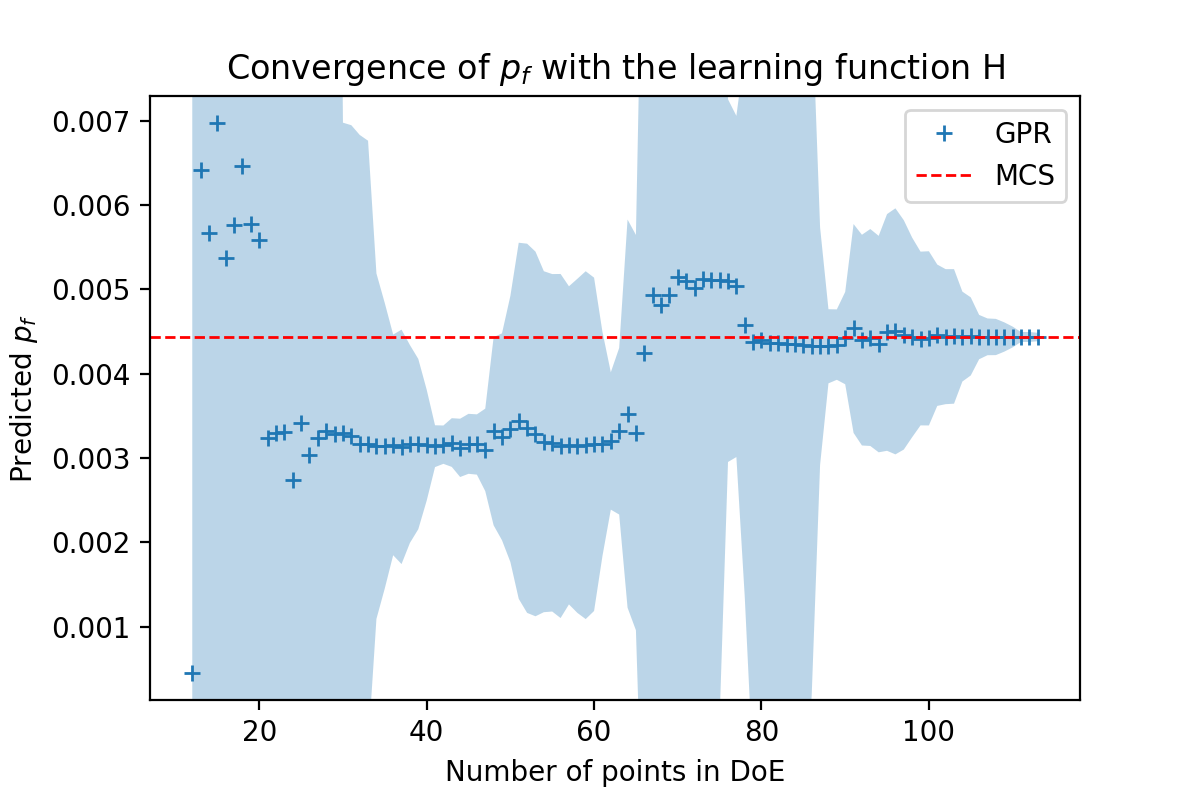 Convergence of p_f with the learning function H
GPR
MCS
0.007
0.006
0.005
0.004
0.003
0.002
0.001
Predicted p_f
20 40 60 80 100
Number of points in DoE